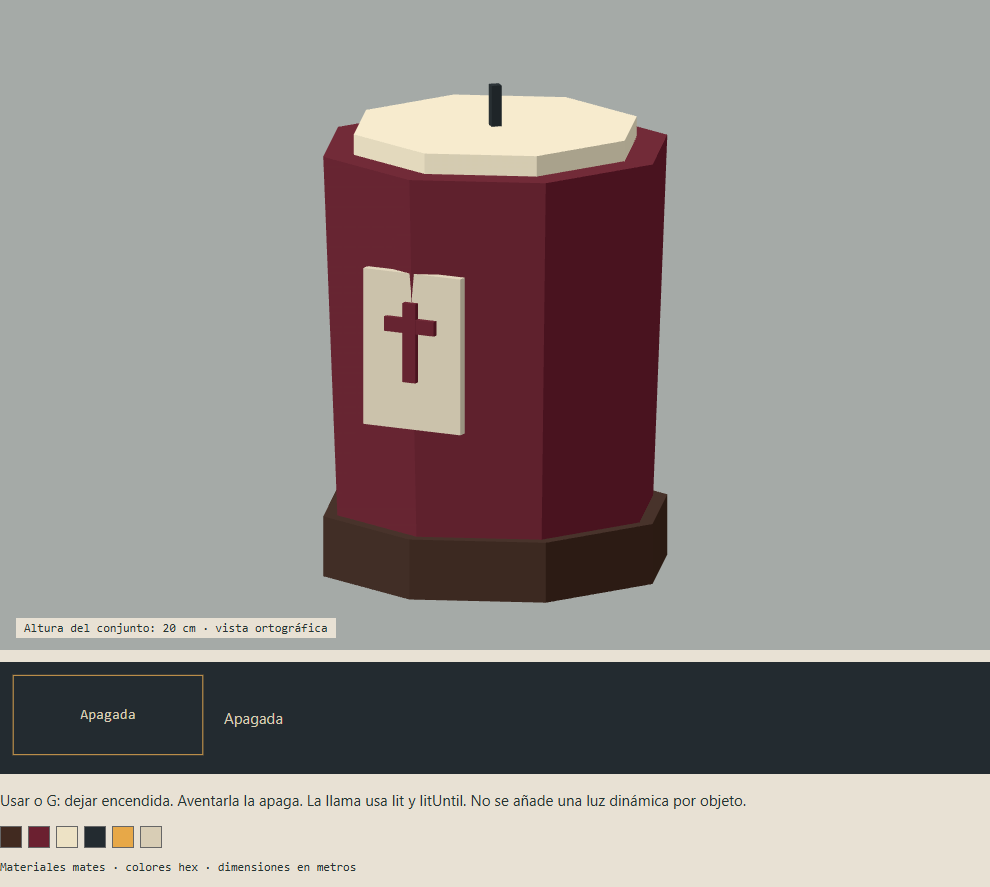 Altura del conjunto: 20 cm · vista ortográfica
Apagada
Apagada
Usar o G: dejar encendida. Aventarla la apaga. La llama usa lit y litUntil. No se añade una luz dinámica por objeto.
Materiales mates · colores hex · dimensiones en metros